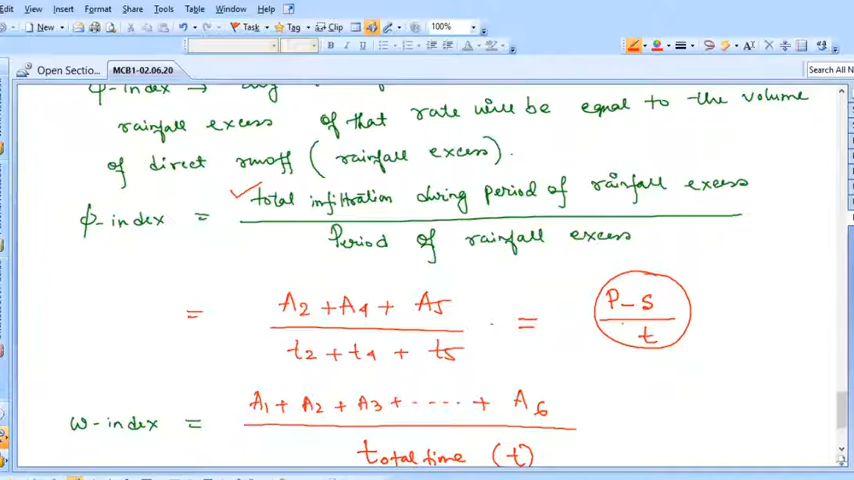 Edit View Insert Format Share Tools Table Window Help
New Task Tag Clip 100%
B I U
Open Sectio... MCB1-02.06.20 Search All N
φ-index →
rainfall excess of that rate will be equal to the volume
of direct runoff (rainfall excess).
φ-index = total infiltration during period of rainfall excess
Period of rainfall excess
= A2 + A4 + A5 = P-S
t2 + t4 + t5 t
ω-index = A1 + A2 + A3 + ..... + A6
total time (t)